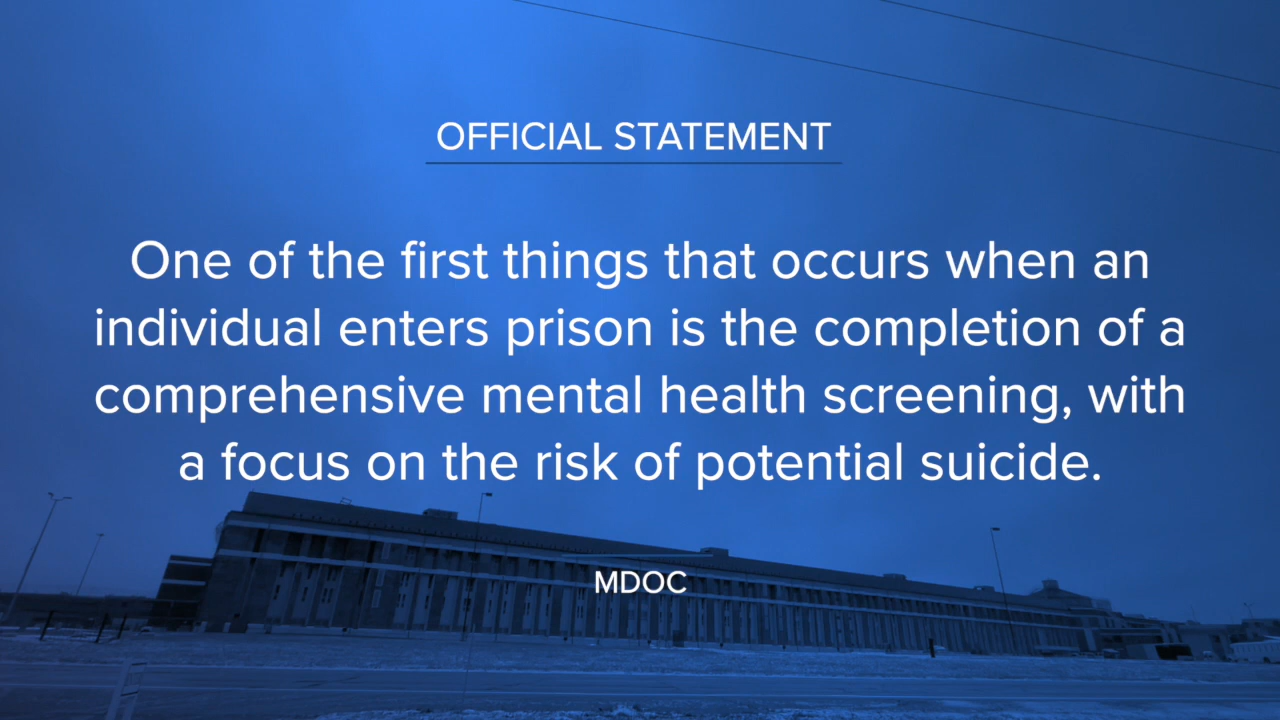 OFFICIAL STATEMENT
One of the first things that occurs when an
individual enters prison is the completion of a
comprehensive mental health screening, with
a focus on the risk of potential suicide.
MDOC